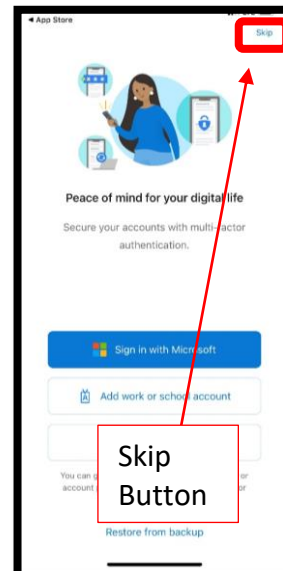 App Store
Skip
Peace of mind for your digital life
Secure your accounts with multi-factor
authentication.
Sign in with Microsoft
Add work or school account
Skip
Button
You can g or
account or
Restore from backup